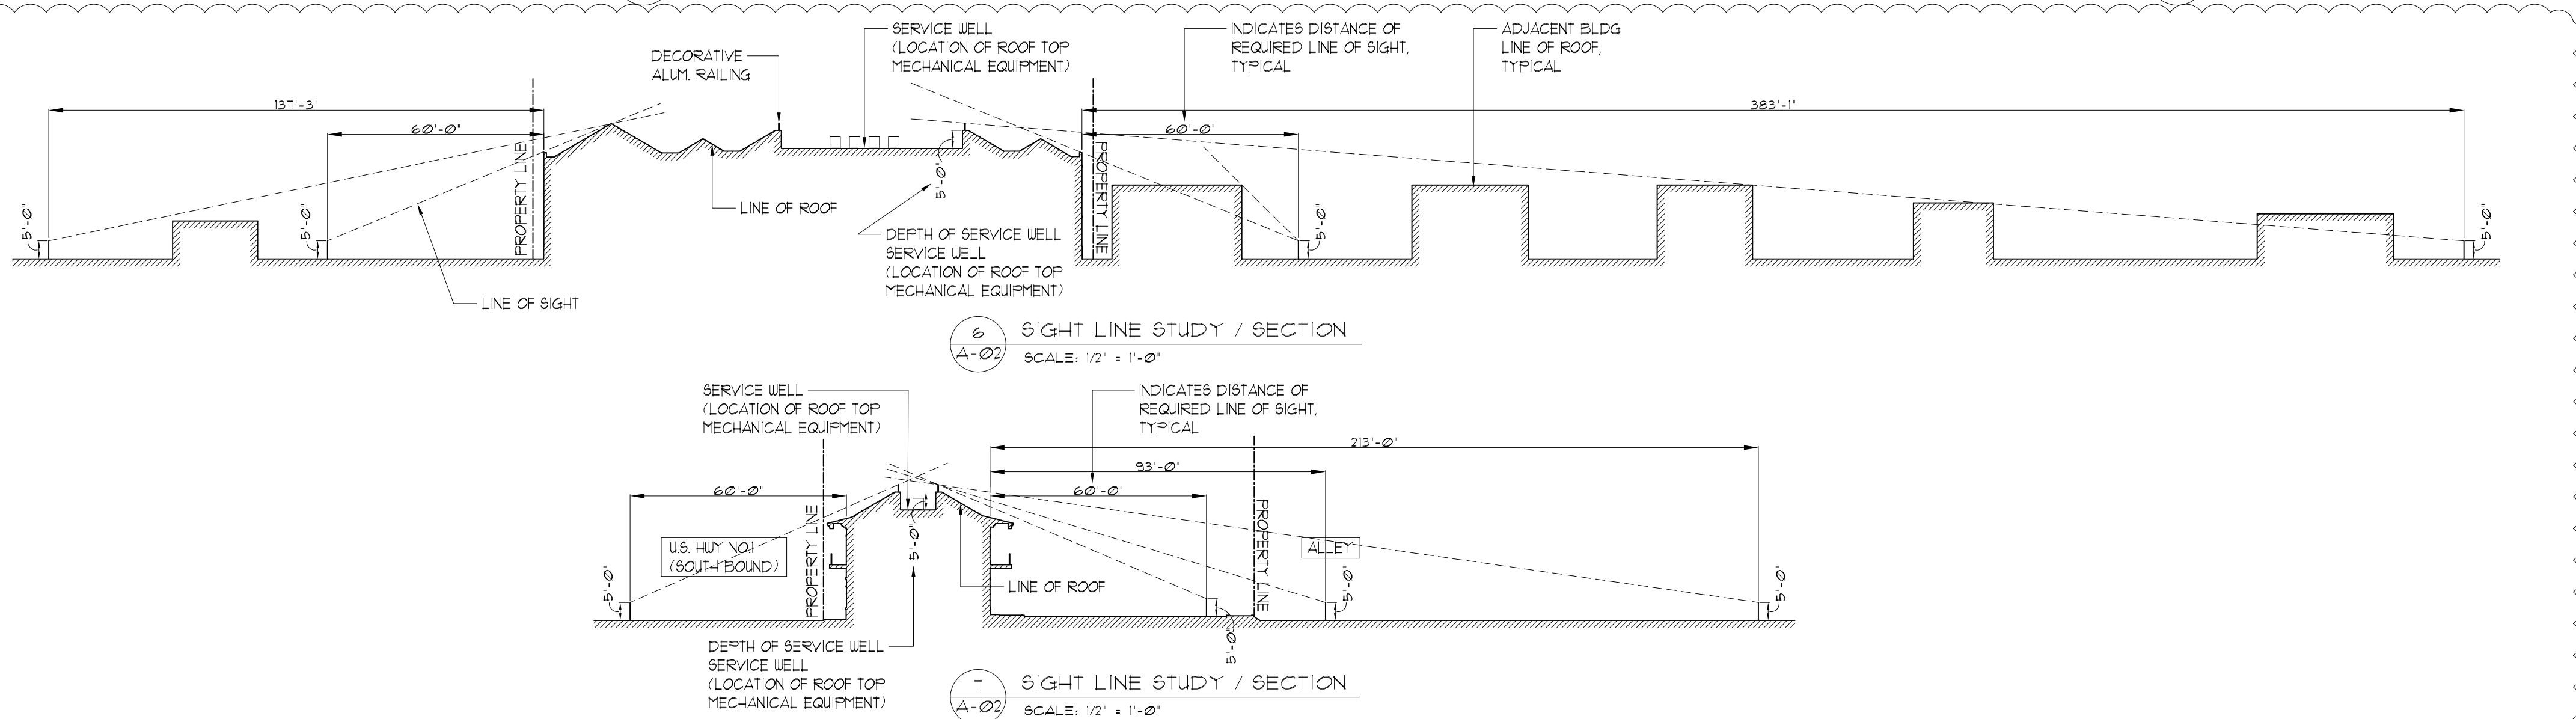 SERVICE WELL
(LOCATION OF ROOF TOP
MECHANICAL EQUIPMENT)
INDICATES DISTANCE OF
REQUIRED LINE OF SIGHT,
TYPICAL
ADJACENT BLDG
LINE OF ROOF,
TYPICAL
DECORATIVE
ALUM. RAILING
137'-3"
383'-1"
60'-0"
60'-0"
PROPERTY LINE
PROPERTY LINE
5'-0"
5'-0"
5'-0"
5'-0"
5'-0"
LINE OF ROOF
DEPTH OF SERVICE WELL
SERVICE WELL
(LOCATION OF ROOF TOP
MECHANICAL EQUIPMENT)
LINE OF SIGHT
6
A-02
SIGHT LINE STUDY / SECTION
SCALE: 1/2" = 1'-0"
SERVICE WELL
(LOCATION OF ROOF TOP
MECHANICAL EQUIPMENT)
INDICATES DISTANCE OF
REQUIRED LINE OF SIGHT,
TYPICAL
213'-0"
93'-0"
60'-0"
60'-0"
PROPERTY LINE
PROPERTY LINE
U.S. HWY NO.1
(SOUTH BOUND)
ALLEY
5'-0"
5'-0"
5'-0"
5'-0"
5'-0"
LINE OF ROOF
DEPTH OF SERVICE WELL
SERVICE WELL
(LOCATION OF ROOF TOP
MECHANICAL EQUIPMENT)
7
A-02
SIGHT LINE STUDY / SECTION
SCALE: 1/2" = 1'-0"